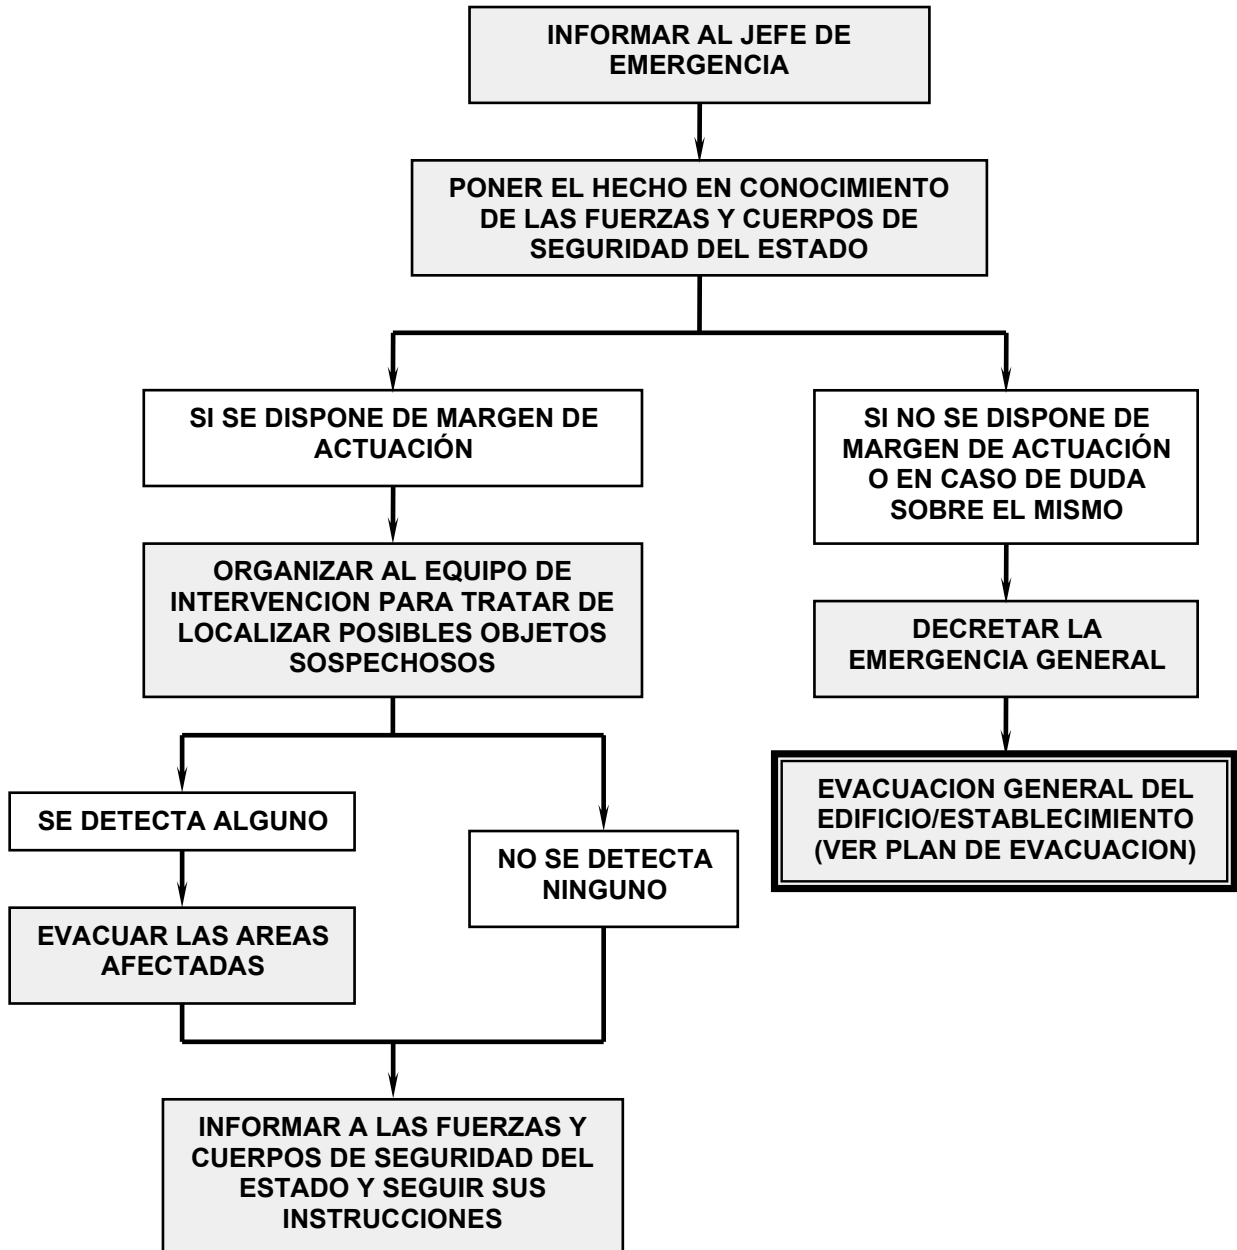 INFORMAR AL JEFE DE
EMERGENCIA
PONER EL HECHO EN CONOCIMIENTO
DE LAS FUERZAS Y CUERPOS DE
SEGURIDAD DEL ESTADO
SI SE DISPONE DE MARGEN DE
ACTUACIÓN
SI NO SE DISPONE DE
MARGEN DE ACTUACIÓN
O EN CASO DE DUDA
SOBRE EL MISMO
ORGANIZAR AL EQUIPO DE
INTERVENCION PARA TRATAR DE
LOCALIZAR POSIBLES OBJETOS
SOSPECHOSOS
DECRETAR LA
EMERGENCIA GENERAL
EVACUACION GENERAL DEL
EDIFICIO/ESTABLECIMIENTO
(VER PLAN DE EVACUACION)
SE DETECTA ALGUNO
NO SE DETECTA
NINGUNO
EVACUAR LAS AREAS
AFECTADAS
INFORMAR A LAS FUERZAS Y
CUERPOS DE SEGURIDAD DEL
ESTADO Y SEGUIR SUS
INSTRUCCIONES